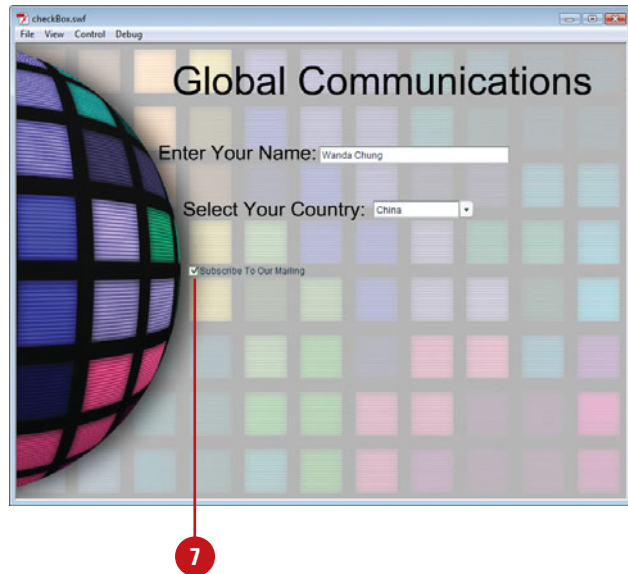 checkBox.swf
File View Control Debug
Global Communications
Enter Your Name: Wanda Chung
Select Your Country: China
Subscribe To Our Mailing
7